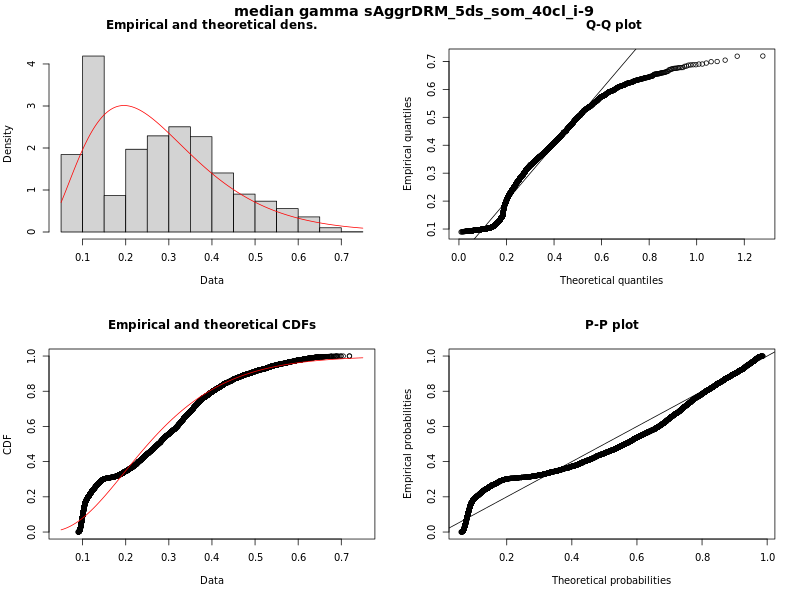 median gamma sAggrDRM_5ds_som_40cl_i-9
Empirical and theoretical dens.
Density
0 1 2 3 4
0.1 0.2 0.3 0.4 0.5 0.6 0.7
Data
Q-Q plot
Empirical quantiles
0.1 0.2 0.3 0.4 0.5 0.6 0.7
0.0 0.2 0.4 0.6 0.8 1.0 1.2
Theoretical quantiles
Empirical and theoretical CDFs
CDF
0.0 0.2 0.4 0.6 0.8 1.0
0.1 0.2 0.3 0.4 0.5 0.6 0.7
Data
P-P plot
Empirical probabilities
0.0 0.2 0.4 0.6 0.8 1.0
0.2 0.4 0.6 0.8 1.0
Theoretical probabilities